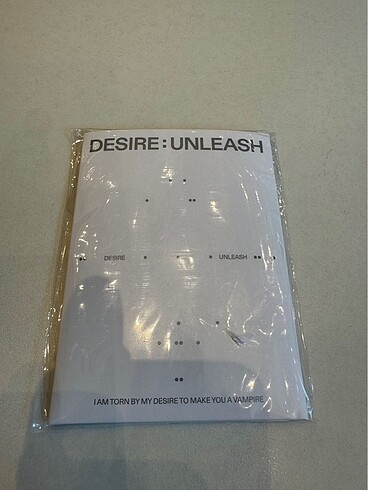 DESIRE : UNLEASH
DESIRE UNLEASH
I AM TORN BY MY DESIRE TO MAKE YOU A VAMPIRE